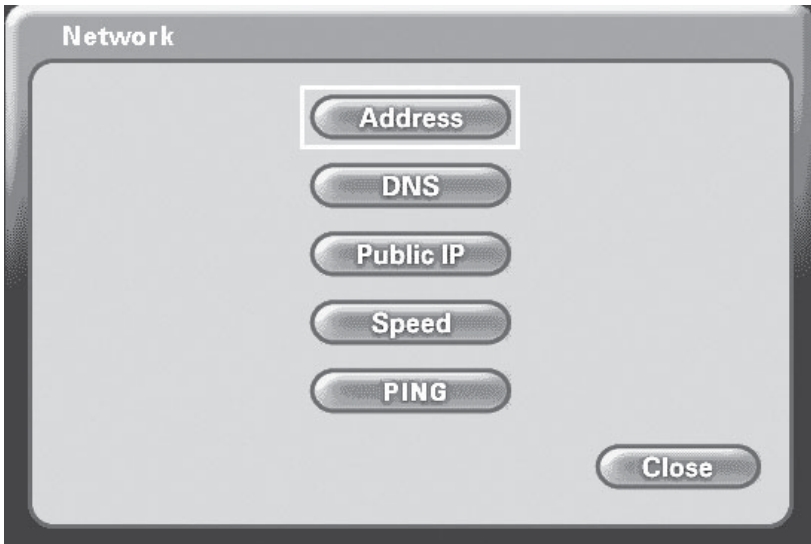 Network
Address
DNS
Public IP
Speed
PING
Close